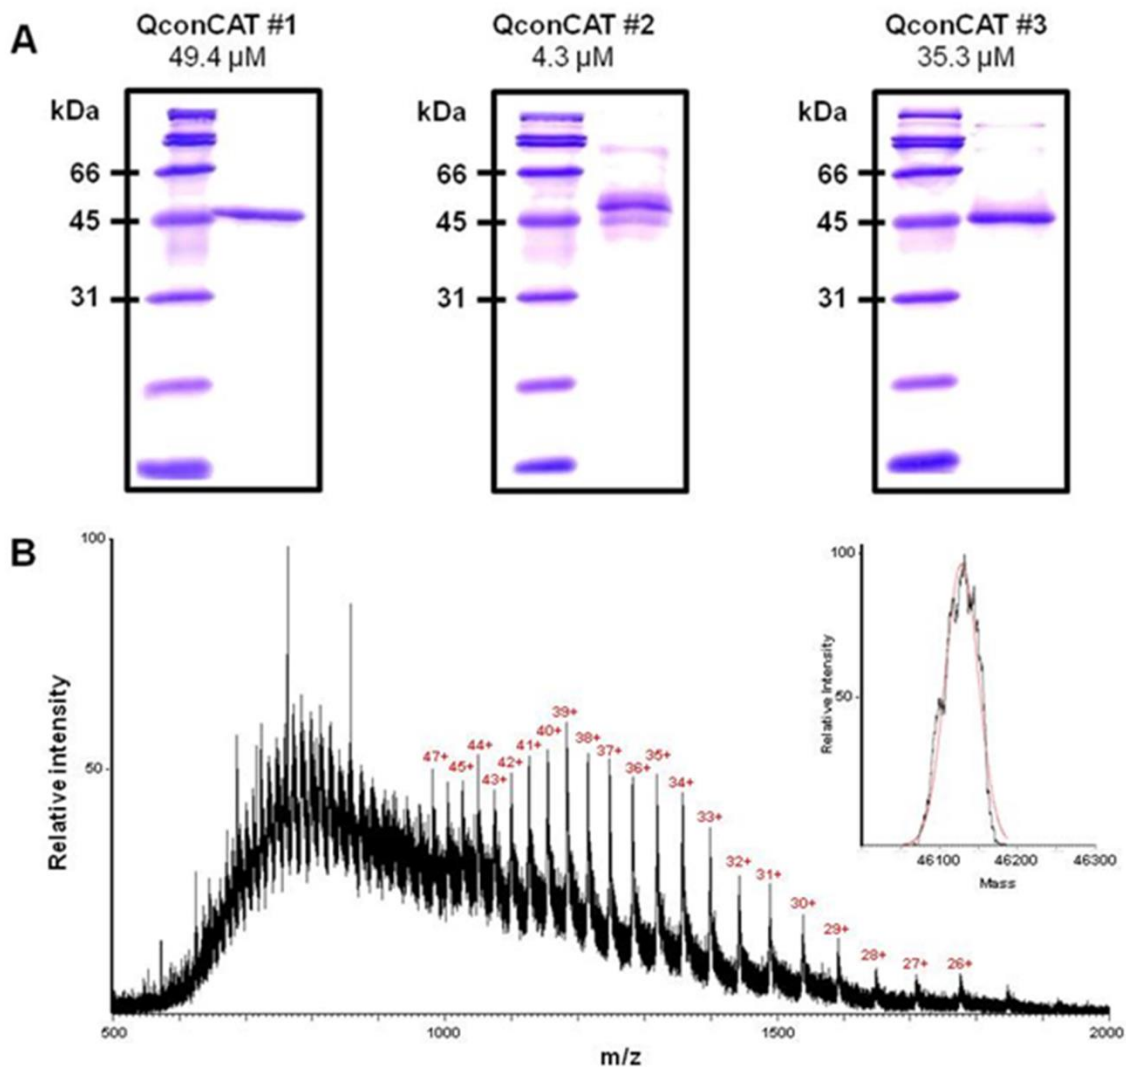 A
QconCAT #1
49.4 µM
QconCAT #2
4.3 µM
QconCAT #3
35.3 µM
kDa
66
45
31
kDa
66
45
31
kDa
66
45
31
B
100
50
Relative intensity
47+
45+
44+
43+
42+
41+
40+
39+
38+
37+
36+
35+
34+
33+
32+
31+
30+
29+
28+
27+
26+
500
1000
1500
2000
m/z
100
50
Relative Intensity
46100
46200
46300
Mass